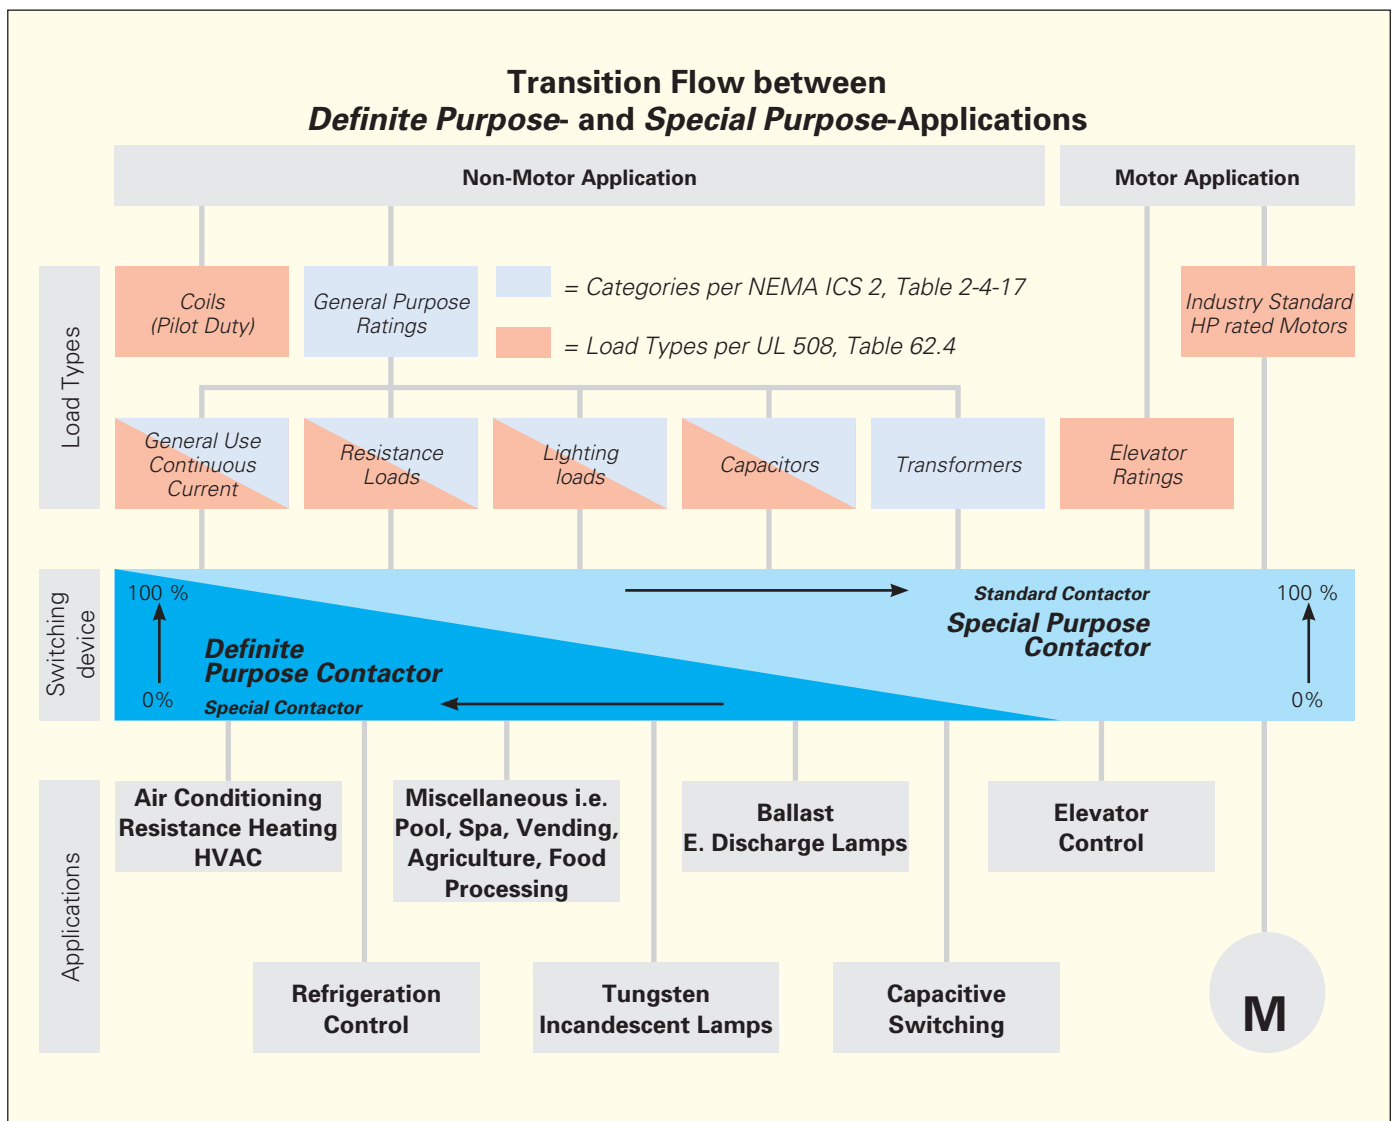 Transition Flow between
Definite Purpose- and Special Purpose-Applications
Non-Motor Application
Motor Application
Load Types
Coils
(Pilot Duty)
General Purpose
Ratings
= Categories per NEMA ICS 2, Table 2-4-17
= Load Types per UL 508, Table 62.4
Industry Standard
HP rated Motors
General Use
Continuous
Current
Resistance
Loads
Lighting
loads
Capacitors
Transformers
Elevator
Ratings
Switching
device
100 %
0%
Definite
Purpose Contactor
Special Contactor
Standard Contactor
Special Purpose
Contactor
100 %
0%
Applications
Air Conditioning
Resistance Heating
HVAC
Miscellaneous i.e.
Pool, Spa, Vending,
Agriculture, Food
Processing
Ballast
E. Discharge Lamps
Elevator
Control
Refrigeration
Control
Tungsten
Incandescent Lamps
Capacitive
Switching
M